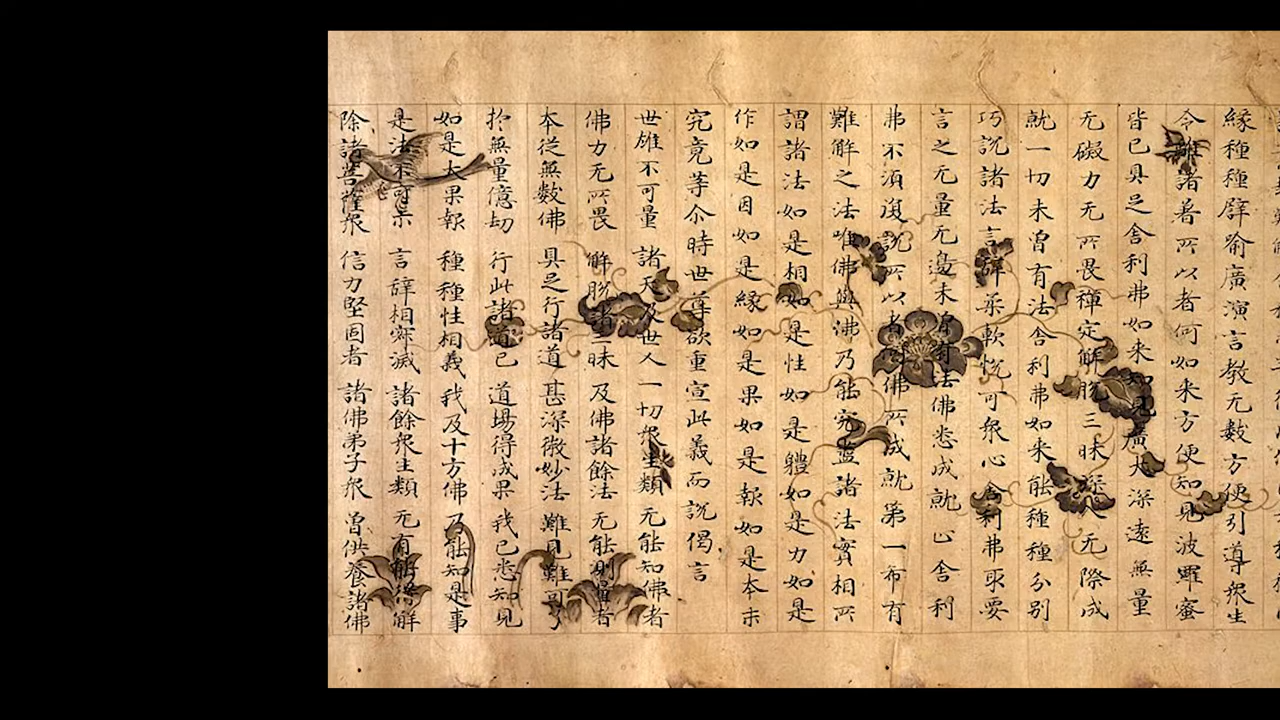 緣種種譬喻廣演言教无數方便引導衆生
令離諸著所以者何如来方便知見波羅蜜
皆已具足舍利弗如来知見廣大深遠無量
无礙力无所畏禪定解脫三昧深入无際成
就一切未曾有法舍利弗如来能種種分别
巧說諸法言辞柔軟悅可衆心舍利弗取要
言之无量无邊未曾有法佛悉成就止舍利
弗不須復說所以者何佛所成就第一希有
難解之法唯佛與佛乃能究盡諸法實相所
謂諸法如是相如是性如是體如是力如是
作如是因如是緣如是果如是報如是本末
究竟等尒時世尊欲重宣此義而說偈言
世雄不可量 諸天及世人 一切衆生類 无能知佛者
佛力无所畏 解脫諸三昧 及佛諸餘法 无能測量者
本從無數佛 具足行諸道 甚深微妙法 難見難可了
於無量億劫 行此諸道已 道場得成果 我已悉知見
如是大果報 種種性相義 我及十方佛 乃能知是事
是法不可示 言辞相寂滅 諸餘衆生類 无有能得解
除諸菩薩衆 信力堅固者 諸佛弟子衆 曾供養諸佛